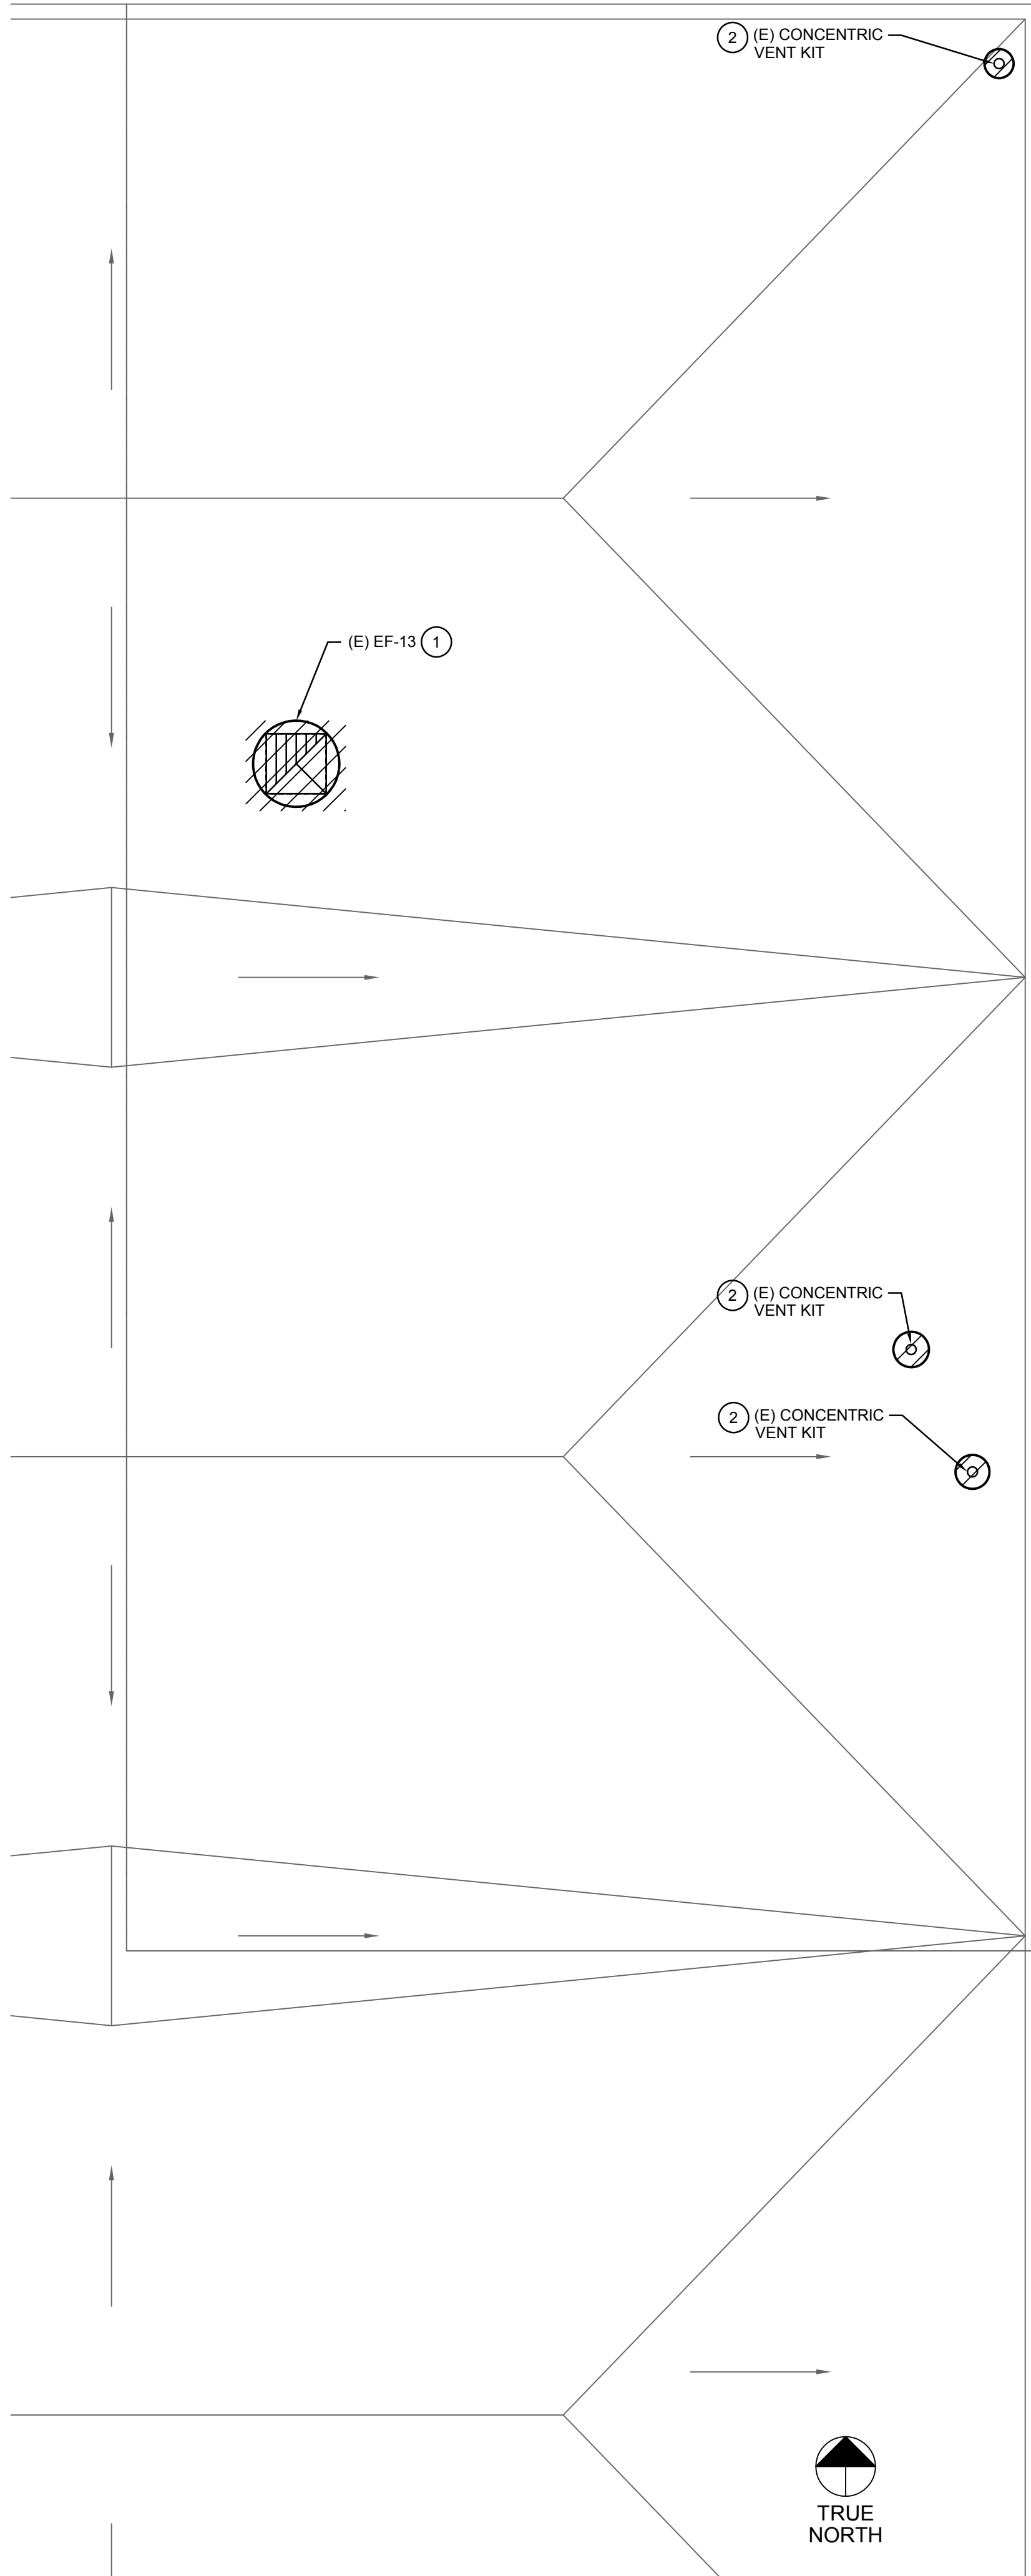 2 (E) CONCENTRIC
VENT KIT
(E) EF-13 1
2 (E) CONCENTRIC
VENT KIT
2 (E) CONCENTRIC
VENT KIT
TRUE
NORTH